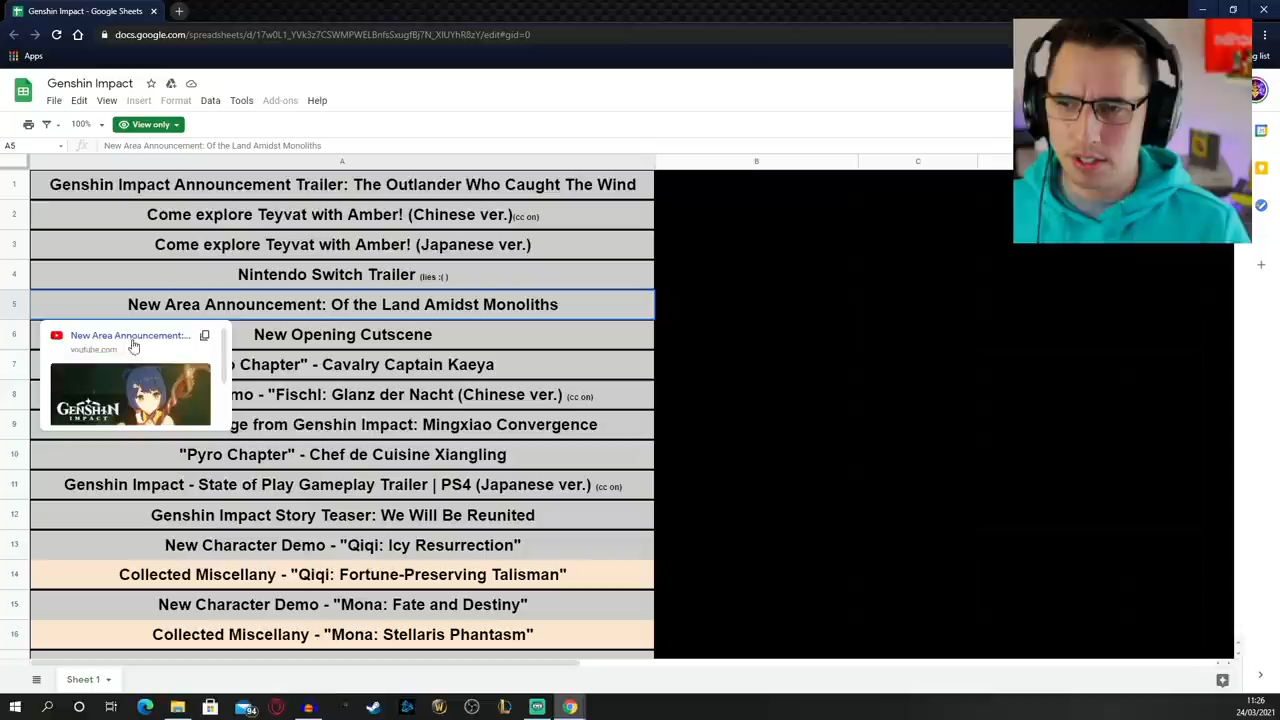 Genshin Impact - Google Sheets
docs.google.com/spreadsheets/d/17w0L1_YVk3z7CSWMPWELBnfsSxugfBj7N_XlUYhR8zY/edit#gid=0
Apps
ng list
Genshin Impact
File Edit View Insert Format Data Tools Add-ons Help
100% View only
A5 fx New Area Announcement: Of the Land Amidst Monoliths
A B C
1 Genshin Impact Announcement Trailer: The Outlander Who Caught The Wind
2 Come explore Teyvat with Amber! (Chinese ver.)(cc on)
3 Come explore Teyvat with Amber! (Japanese ver.)
4 Nintendo Switch Trailer (lies :( )
5 New Area Announcement: Of the Land Amidst Monoliths
New Area Announcement:...
youtube.com
GENSHIN
IMPACT
6 New Opening Cutscene
7 o Chapter" - Cavalry Captain Kaeya
8 mo - "Fischl: Glanz der Nacht (Chinese ver.) (cc on)
9 ge from Genshin Impact: Mingxiao Convergence
10 "Pyro Chapter" - Chef de Cuisine Xiangling
11 Genshin Impact - State of Play Gameplay Trailer | PS4 (Japanese ver.) (cc on)
12 Genshin Impact Story Teaser: We Will Be Reunited
13 New Character Demo - "Qiqi: Icy Resurrection"
14 Collected Miscellany - "Qiqi: Fortune-Preserving Talisman"
15 New Character Demo - "Mona: Fate and Destiny"
16 Collected Miscellany - "Mona: Stellaris Phantasm"
Sheet 1
94
11:26
24/03/2021